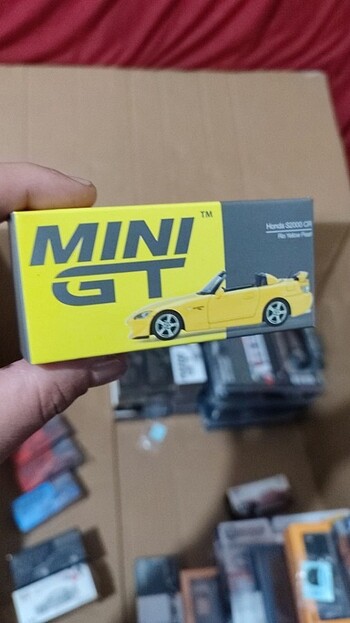 MINI
GT
TM
Honda S2000 CR
Rio Yellow Pearl